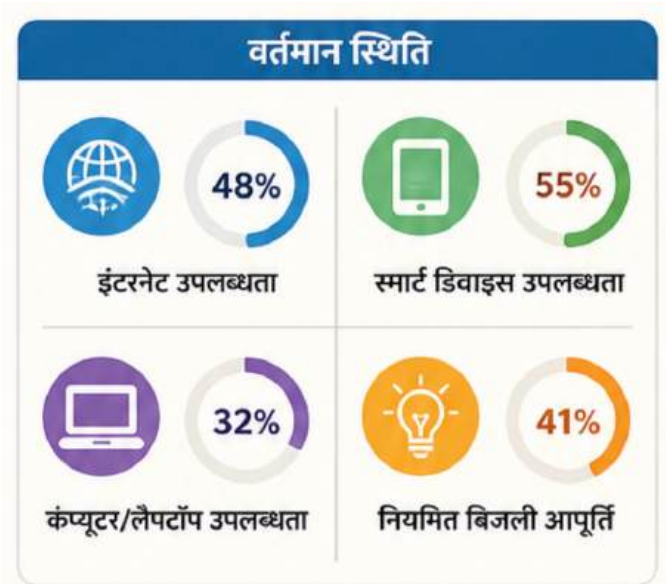 वर्तमान स्थिति
48%
इंटरनेट उपलब्धता
55%
स्मार्ट डिवाइस उपलब्धता
32%
कंप्यूटर/लैपटॉप उपलब्धता
41%
नियमित बिजली आपूर्ति